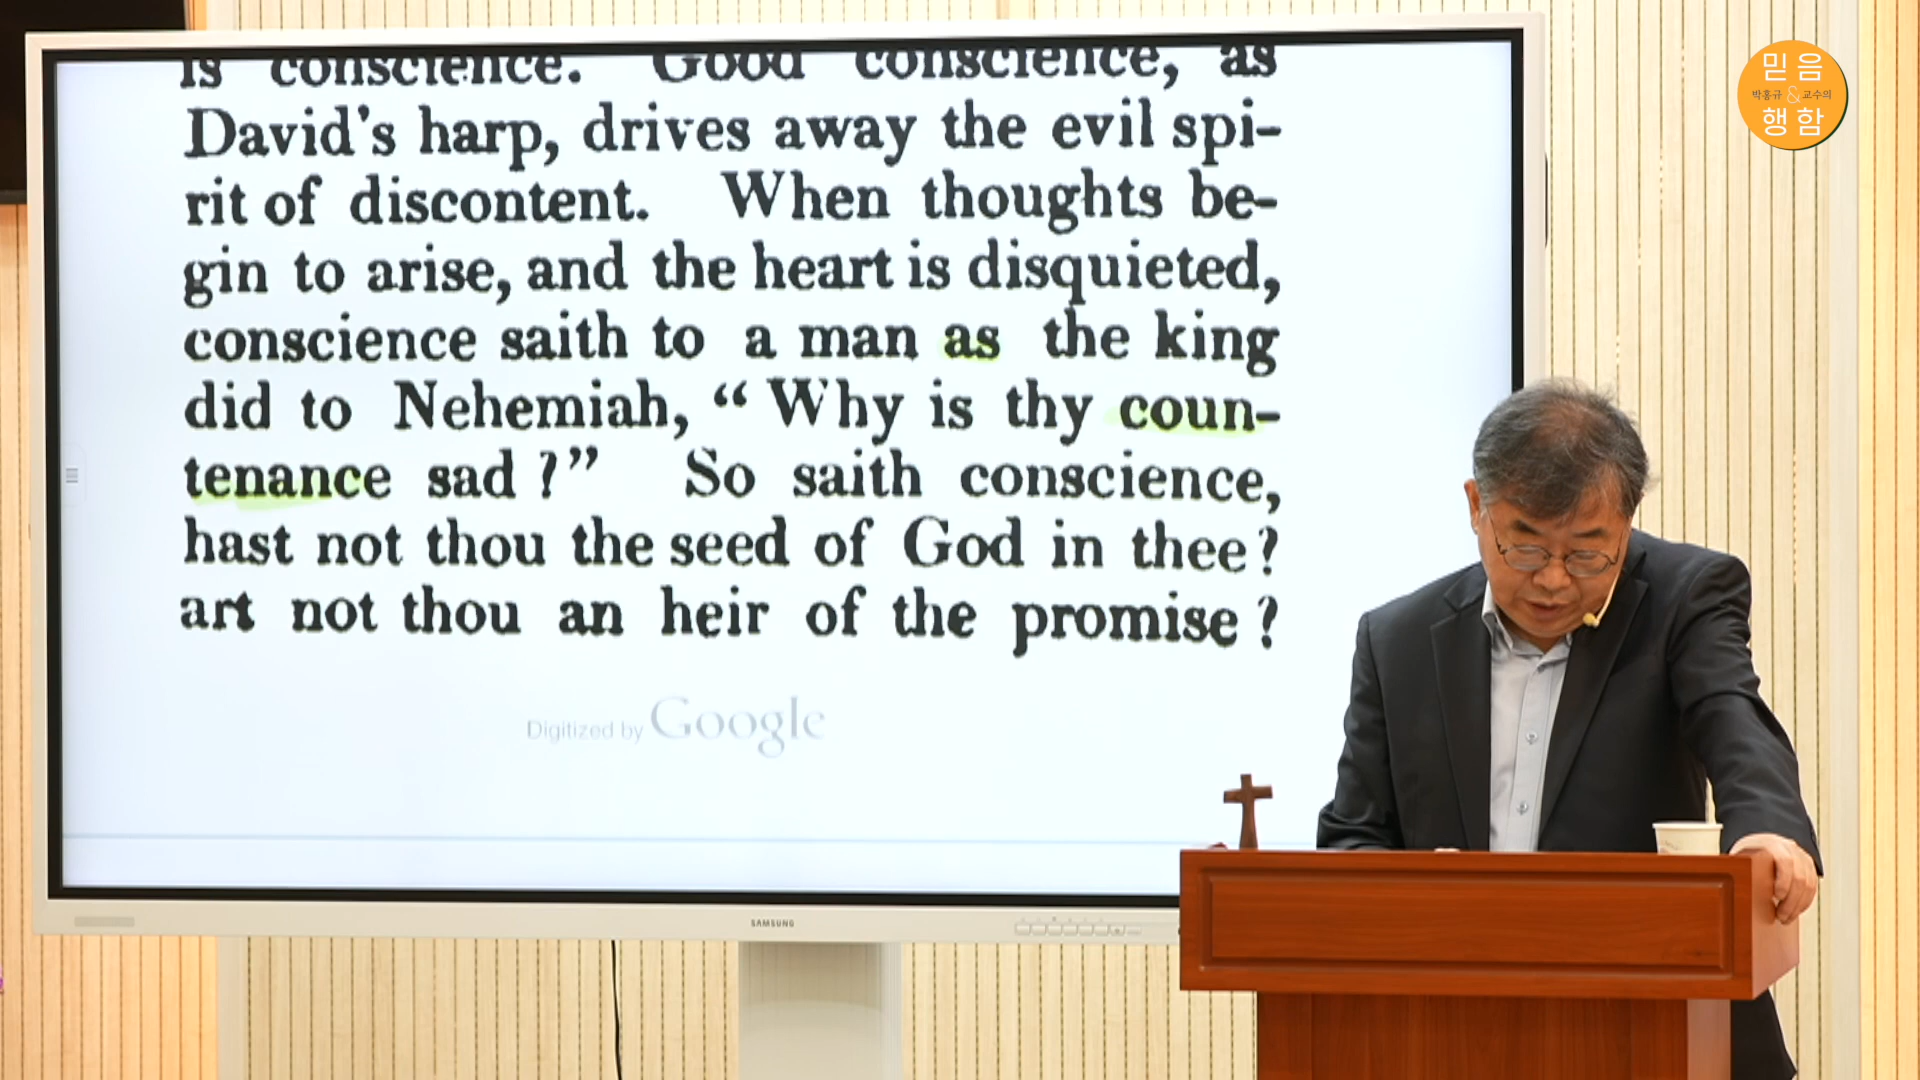 is conscience. Good conscience, as
David's harp, drives away the evil spi-
rit of discontent. When thoughts be-
gin to arise, and the heart is disquieted,
conscience saith to a man as the king
did to Nehemiah, “Why is thy coun-
tenance sad?” So saith conscience,
hast not thou the seed of God in thee?
art not thou an heir of the promise?
Digitized by Google
SAMSUNG
믿음
박홍규 & 교수의
행함